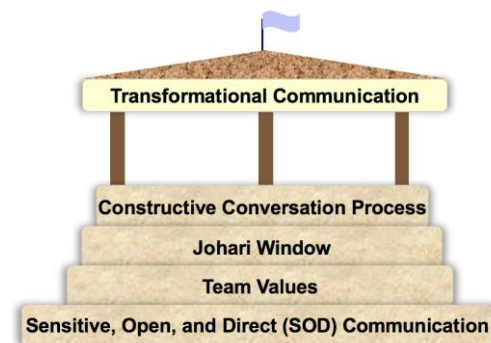 Transformational Communication
Constructive Conversation Process
Johari Window
Team Values
Sensitive, Open, and Direct (SOD) Communication